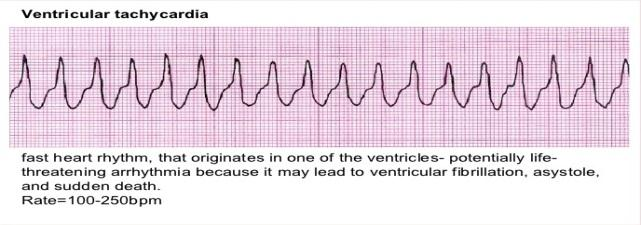 Ventricular tachycardia
fast heart rhythm, that originates in one of the ventricles- potentially life-
threatening arrhythmia because it may lead to ventricular fibrillation, asystole,
and sudden death.
Rate=100-250bpm